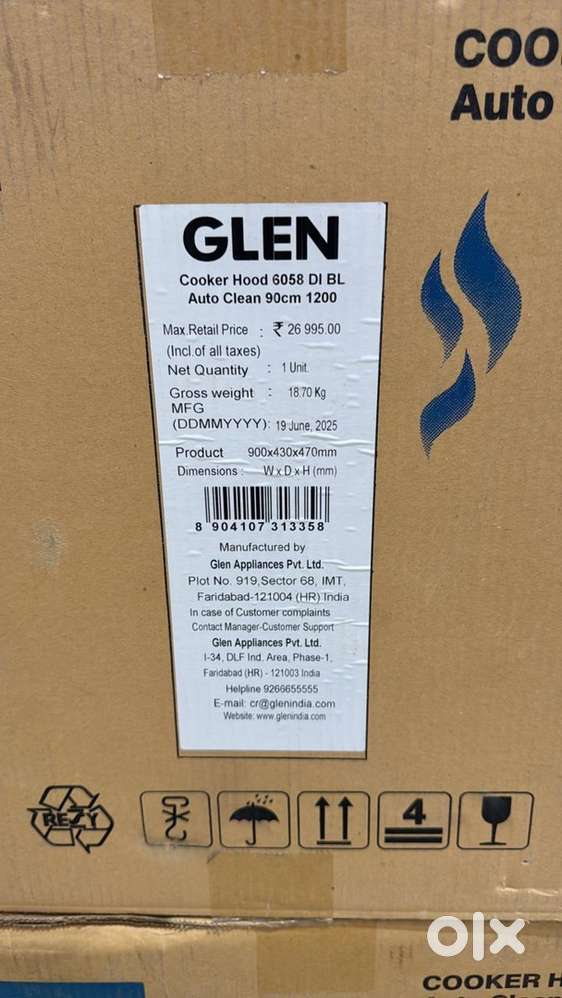 COO
Auto
GLEN
Cooker Hood 6058 DI BL
Auto Clean 90cm 1200
Max.Retail Price : ₹ 26 995.00
(Incl.of all taxes)
Net Quantity : 1 Unit.
Gross weight : 18.70 Kg
MFG
(DDMMYYYY): 19 June, 2025
Product 900x430x470mm
Dimensions : W x D x H (mm)
8 904107 313358
Manufactured by
Glen Appliances Pvt. Ltd.
Plot No. 919,Sector 68, IMT,
Faridabad-121004 (HR) India
In case of Customer complaints
Contact Manager-Customer Support
Glen Appliances Pvt. Ltd.
I-34, DLF Ind. Area, Phase-1,
Faridabad (HR) - 121003 India
Helpline 9266655555
E-mail: cr@glenindia.com
Website: www.glenindia.com
REZY
4
olx
COOKER H